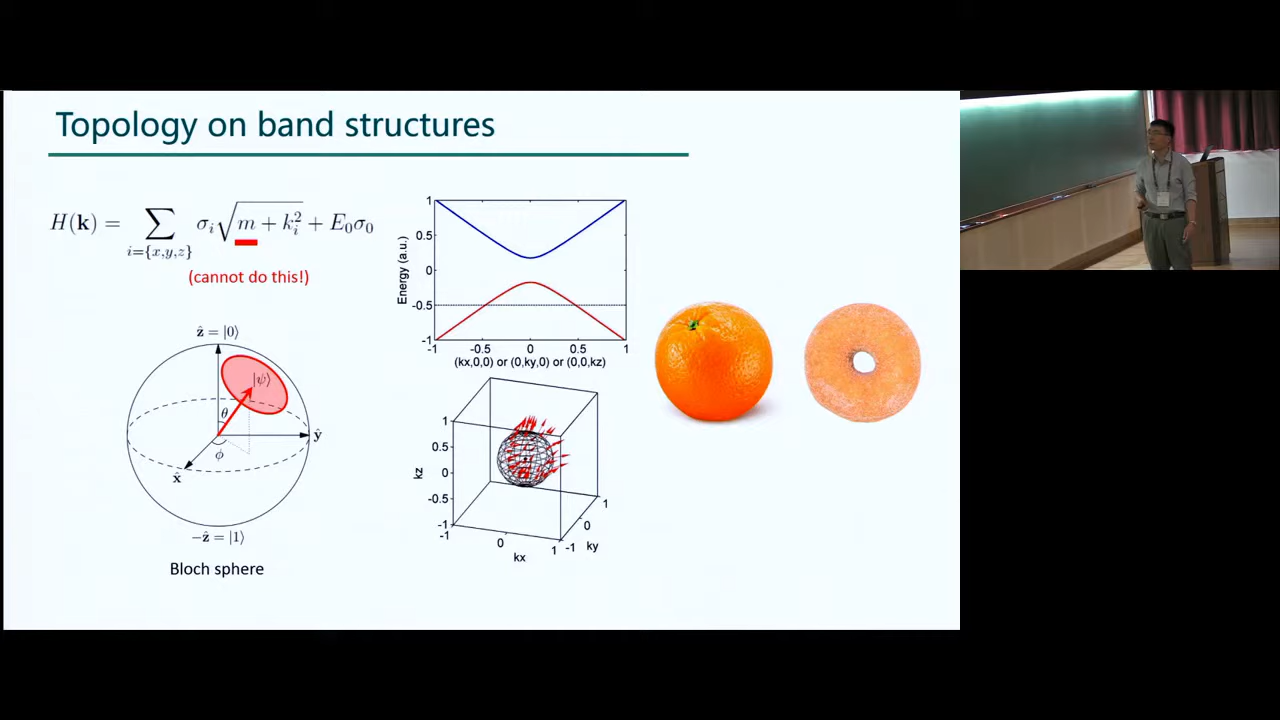 Topology on band structures
H(k) = ∑ i={x,y,z} σᵢ√(m + kᵢ²) + E₀σ₀
(cannot do this!)
ẑ = |0⟩
|ψ⟩
θ
ϕ
ŷ
x̂
−ẑ = |1⟩
Bloch sphere
Energy (a.u.)
1
0.5
0
-0.5
-1
-1 -0.5 0 0.5 1
(kx,0,0) or (0,ky,0) or (0,0,kz)
kz
1
0.5
0
-0.5
-1
-1 0 1
kx
-1 0 1
ky